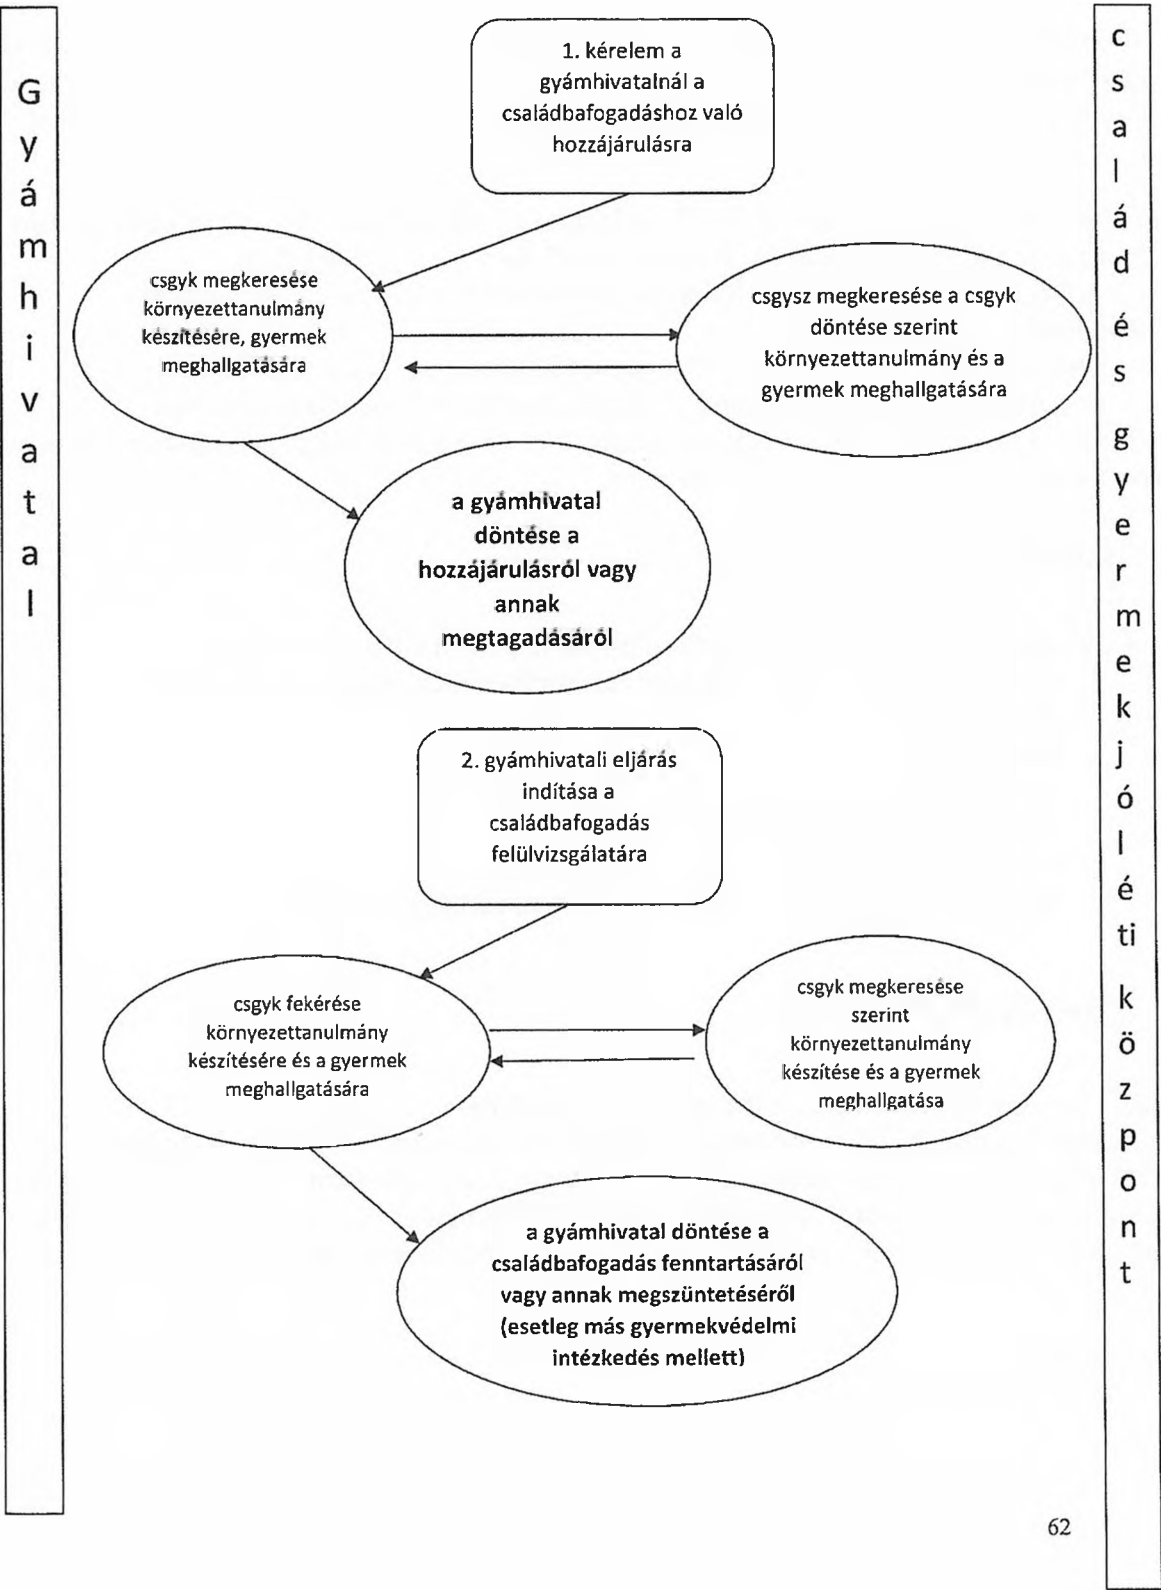 G
y
á
m
h
i
v
a
t
a
l
1. kérelem a
gyámhivatalnál a
családbafogadáshoz való
hozzájárulásra
csgyk megkeresése
környezettanulmány
készítésére, gyermek
meghallgatására
csgysz megkeresése a csgyk
döntése szerint
környezettanulmány és a
gyermek meghallgatására
a gyámhivatal
döntése a
hozzájárulásról vagy
annak
megtagadásáról
2. gyámhivatali eljárás
indítása a
családbafogadás
felülvizsgálatára
csgyk fekérése
környezettanulmány
készítésére és a gyermek
meghallgatására
csgyk megkeresése
szerint
környezettanulmány
készítése és a gyermek
meghallgatása
a gyámhivatal döntése a
családbafogadás fenntartásáról
vagy annak megszüntetéséről
(esetleg más gyermekvédelmi
intézkedés mellett)
c
s
a
l
á
d
é
s
g
y
e
r
m
e
k
j
ó
l
é
ti
k
ö
z
p
o
n
t
62